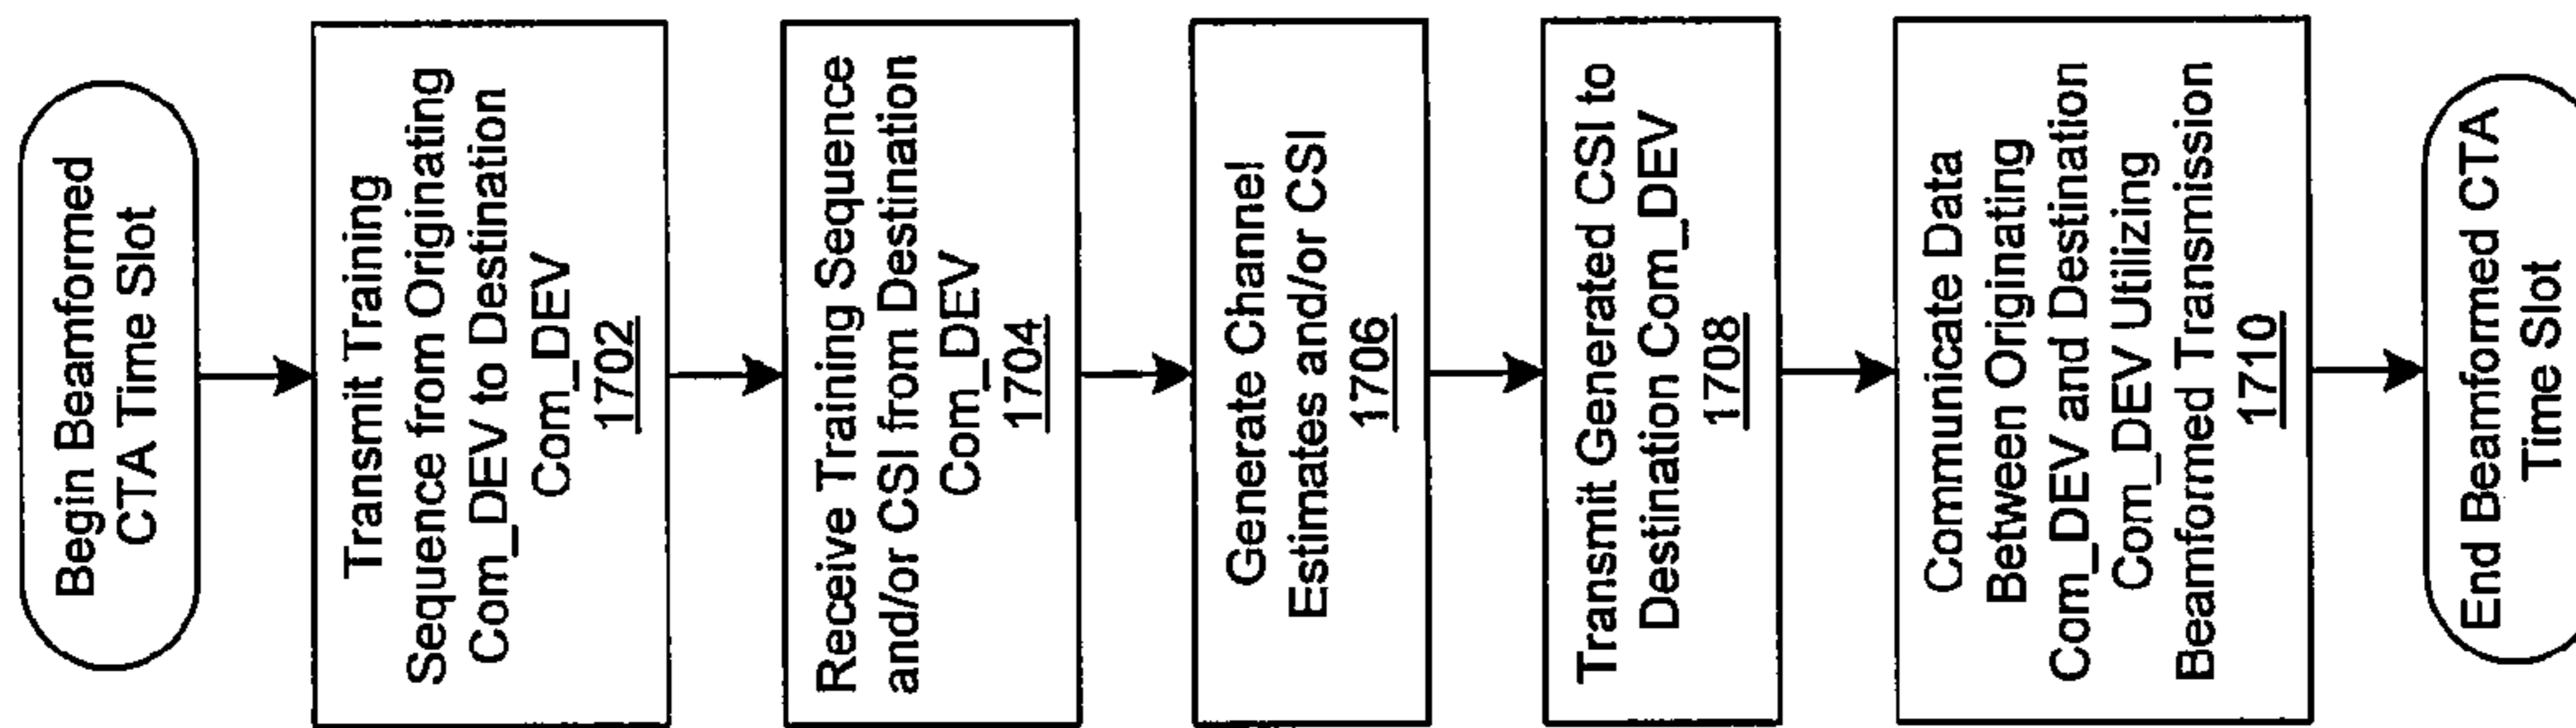 Begin Beamformed
CTA Time Slot
Transmit Training
Sequence from Originating
Com_DEV to Destination
Com_DEV
1702
Receive Training Sequence
and/or CSI from Destination
Com_DEV
1704
Generate Channel
Estimates and/or CSI
1706
Transmit Generated CSI to
Destination Com_DEV
1708
Communicate Data
Between Originating
Com_DEV and Destination
Com_DEV Utilizing
Beamformed Transmission
1710
End Beamformed CTA
Time Slot